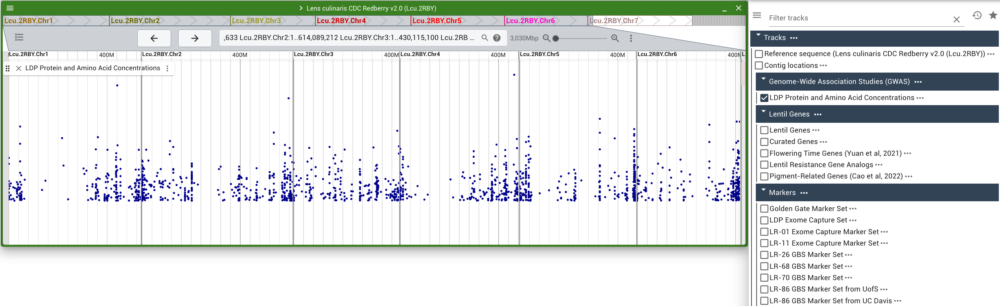 Lens culinaris CDC Redberry v2.0 (Lcu.2RBY)
Lcu.2RBY.Chr1 Lcu.2RBY.Chr2 Lcu.2RBY.Chr3 Lcu.2RBY.Chr4 Lcu.2RBY.Chr5 Lcu.2RBY.Chr6 Lcu.2RBY.Chr7
,633 Lcu.2RBY.Chr2:1..614,089,212 Lcu.2RBY.Chr3:1..430,115,100 Lcu.2RB ... 3,030Mbp
Lcu.2RBY.Chr1 400M Lcu.2RBY.Chr2 400M Lcu.2RBY.Chr3 400M Lcu.2RBY.Chr4 400M Lcu.2RBY.Chr5 400M Lcu.2RBY.Chr6 400M L
LDP Protein and Amino Acid Concentrations
Filter tracks
Tracks
Reference sequence (Lens culinaris CDC Redberry v2.0 (Lcu.2RBY))
Contig locations
Genome-Wide Association Studies (GWAS)
LDP Protein and Amino Acid Concentrations
Lentil Genes
Lentil Genes
Curated Genes
Flowering Time Genes (Yuan et al, 2021)
Lentil Resistance Gene Analogs
Pigment-Related Genes (Cao et al, 2022)
Markers
Golden Gate Marker Set
LDP Exome Capture Set
LR-01 Exome Capture Marker Set
LR-11 Exome Capture Marker Set
LR-26 GBS Marker Set
LR-68 GBS Marker Set
LR-70 GBS Marker Set
LR-86 GBS Marker Set from UofS
LR-86 GBS Marker Set from UC Davis